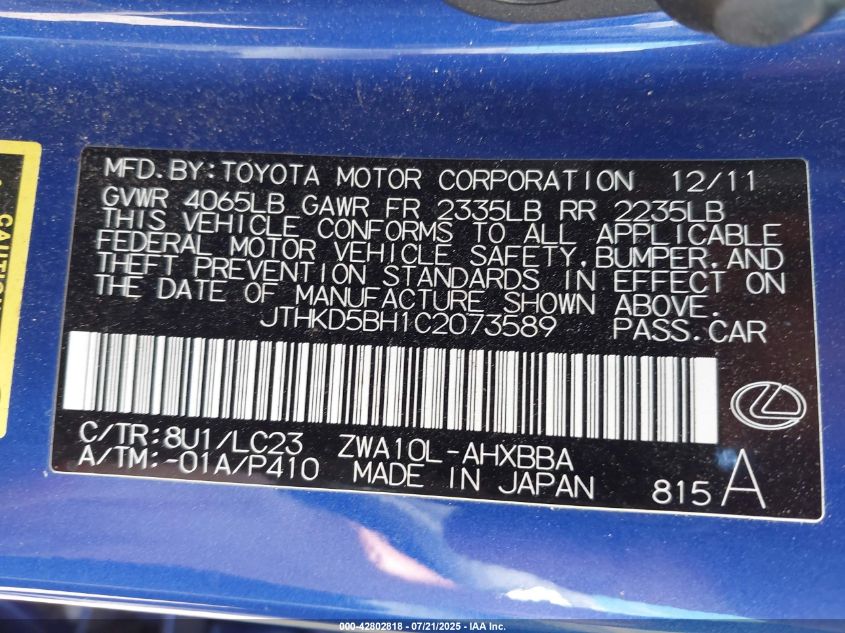 MFD. BY: TOYOTA MOTOR CORPORATION 12/11
GVWR 4065LB GAWR FR 2335LB RR 2235LB
THIS VEHICLE CONFORMS TO ALL APPLICABLE
FEDERAL MOTOR VEHICLE SAFETY, BUMPER, AND
THEFT PREVENTION STANDARDS IN EFFECT ON
THE DATE OF MANUFACTURE SHOWN ABOVE.
JTHKD5BH1C2073589 PASS. CAR
C/TR: 8U1/LC23 ZWA10L-AHXBBA
A/TM: -01A/P410 MADE IN JAPAN 815 A
000-42802818 - 07/21/2025 - IAA Inc.